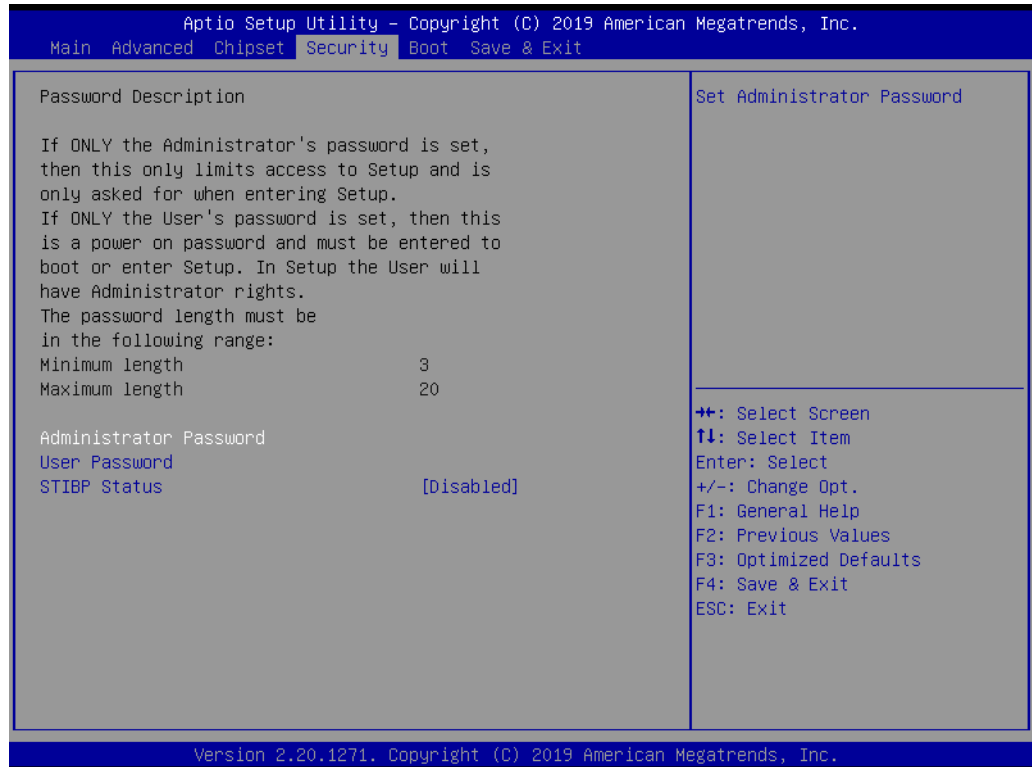 Aptio Setup Utility – Copyright (C) 2019 American Megatrends, Inc.
Main Advanced Chipset Security Boot Save & Exit
Password Description
If ONLY the Administrator's password is set,
then this only limits access to Setup and is
only asked for when entering Setup.
If ONLY the User's password is set, then this
is a power on password and must be entered to
boot or enter Setup. In Setup the User will
have Administrator rights.
The password length must be
in the following range:
Minimum length 3
Maximum length 20
Administrator Password
User Password
STIBP Status [Disabled]
Set Administrator Password
→←: Select Screen
↑↓: Select Item
Enter: Select
+/-: Change Opt.
F1: General Help
F2: Previous Values
F3: Optimized Defaults
F4: Save & Exit
ESC: Exit
Version 2.20.1271. Copyright (C) 2019 American Megatrends, Inc.